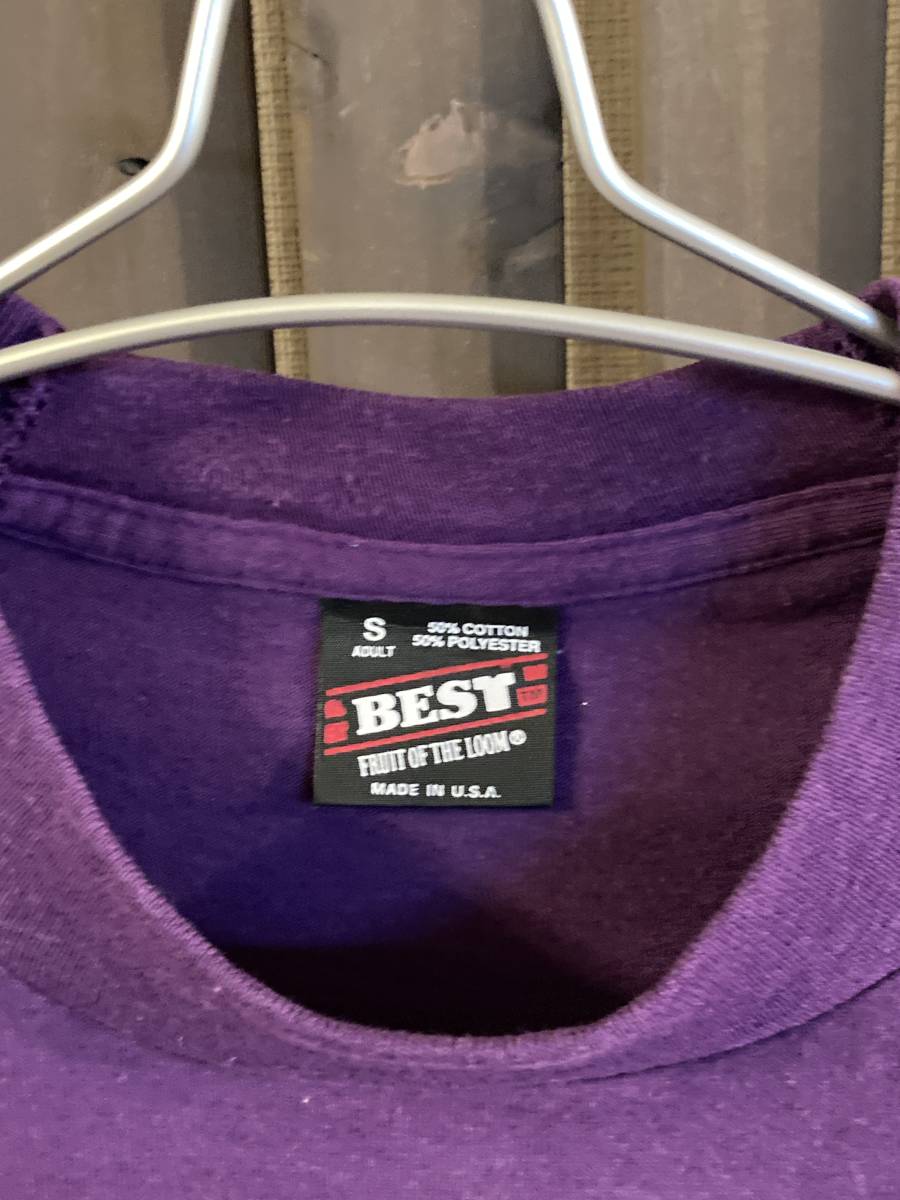 S
ADULT
50% COTTON
50% POLYESTER
BEST
FRUIT OF THE LOOM®
MADE IN U.S.A.